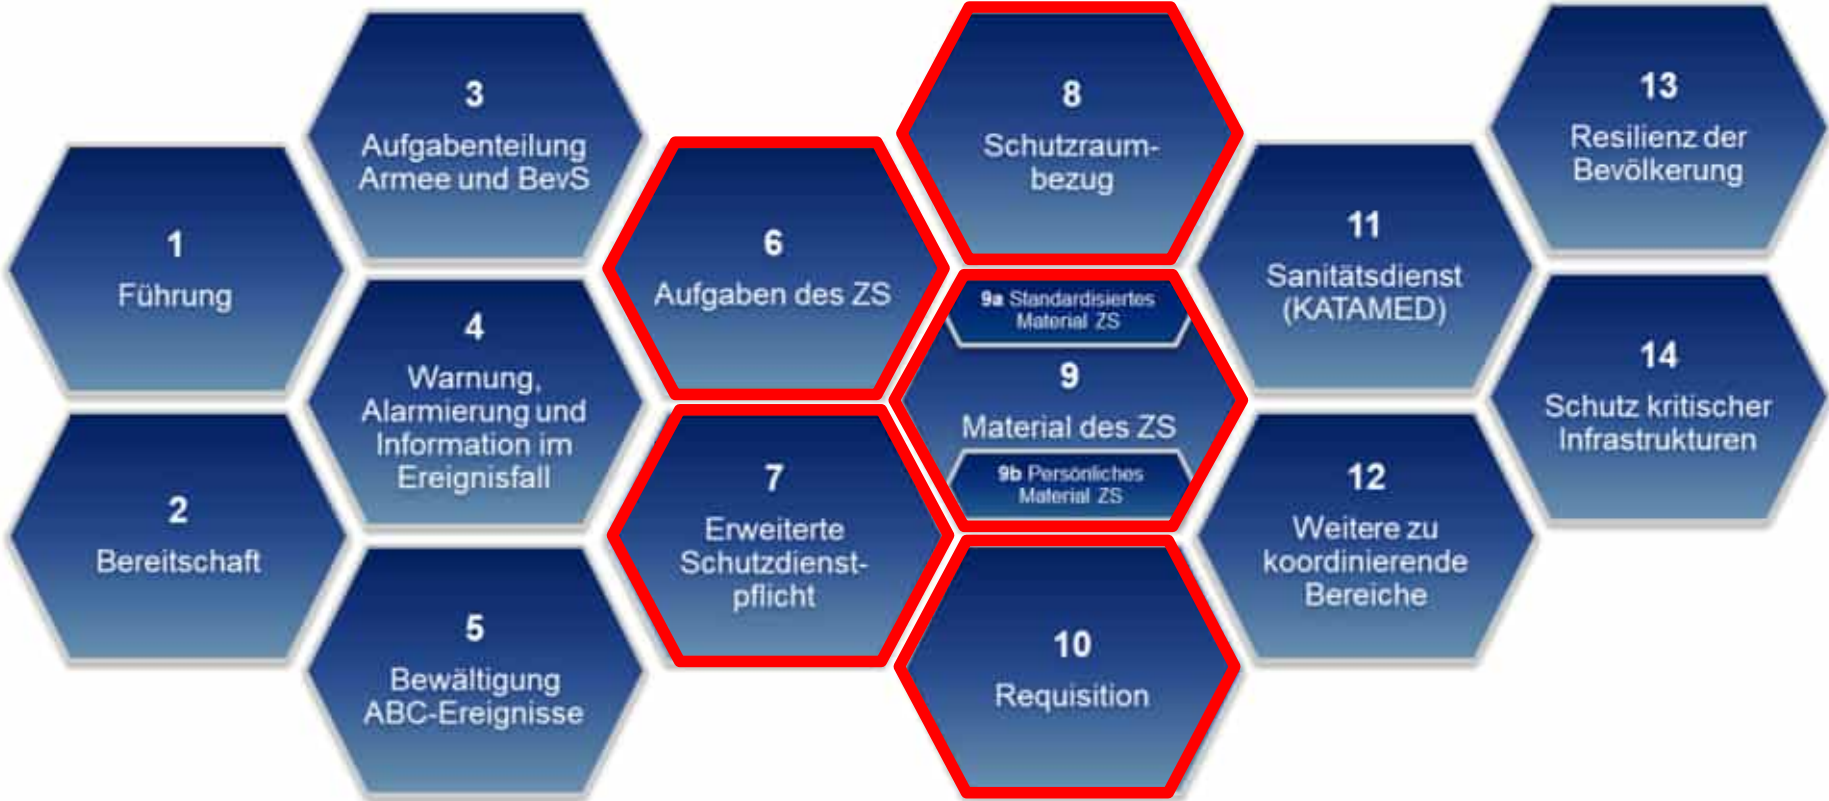 1
Führung
2
Bereitschaft
3
Aufgabenteilung
Armee und BevS
4
Warnung,
Alarmierung und
Information im
Ereignisfall
5
Bewältigung
ABC-Ereignisse
6
Aufgaben des ZS
7
Erweiterte
Schutzdienst-
pflicht
8
Schutzraum-
bezug
9a Standardisiertes
Material ZS
9
Material des ZS
9b Persönliches
Material ZS
10
Requisition
11
Sanitätsdienst
(KATAMED)
12
Weitere zu
koordinierende
Bereiche
13
Resilienz der
Bevölkerung
14
Schutz kritischer
Infrastrukturen